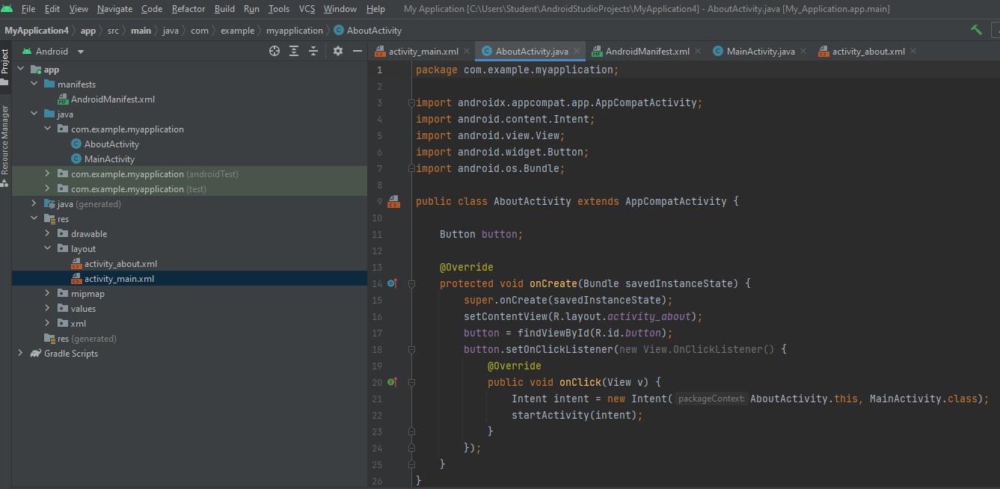 File Edit View Navigate Code Refactor Build Run Tools VCS Window Help My Application [C:\Users\Student\AndroidStudioProjects\MyApplication4] - AboutActivity.java [My_Application.app.main]
MyApplication4 app src main java com example myapplication AboutActivity
Project
Resource Manager
Android
app
manifests
AndroidManifest.xml
java
com.example.myapplication
AboutActivity
MainActivity
com.example.myapplication (androidTest)
com.example.myapplication (test)
java (generated)
res
drawable
layout
activity_about.xml
activity_main.xml
mipmap
values
xml
res (generated)
Gradle Scripts
activity_main.xml AboutActivity.java AndroidManifest.xml MainActivity.java activity_about.xml
1 package com.example.myapplication;
2
3 import androidx.appcompat.app.AppCompatActivity;
4 import android.content.Intent;
5 import android.view.View;
6 import android.widget.Button;
7 import android.os.Bundle;
8
9 public class AboutActivity extends AppCompatActivity {
10
11 Button button;
12
13 @Override
14 protected void onCreate(Bundle savedInstanceState) {
15 super.onCreate(savedInstanceState);
16 setContentView(R.layout.activity_about);
17 button = findViewById(R.id.button);
18 button.setOnClickListener(new View.OnClickListener() {
19 @Override
20 public void onClick(View v) {
21 Intent intent = new Intent( packageContext: AboutActivity.this, MainActivity.class);
22 startActivity(intent);
23 }
24 });
25 }
26 }